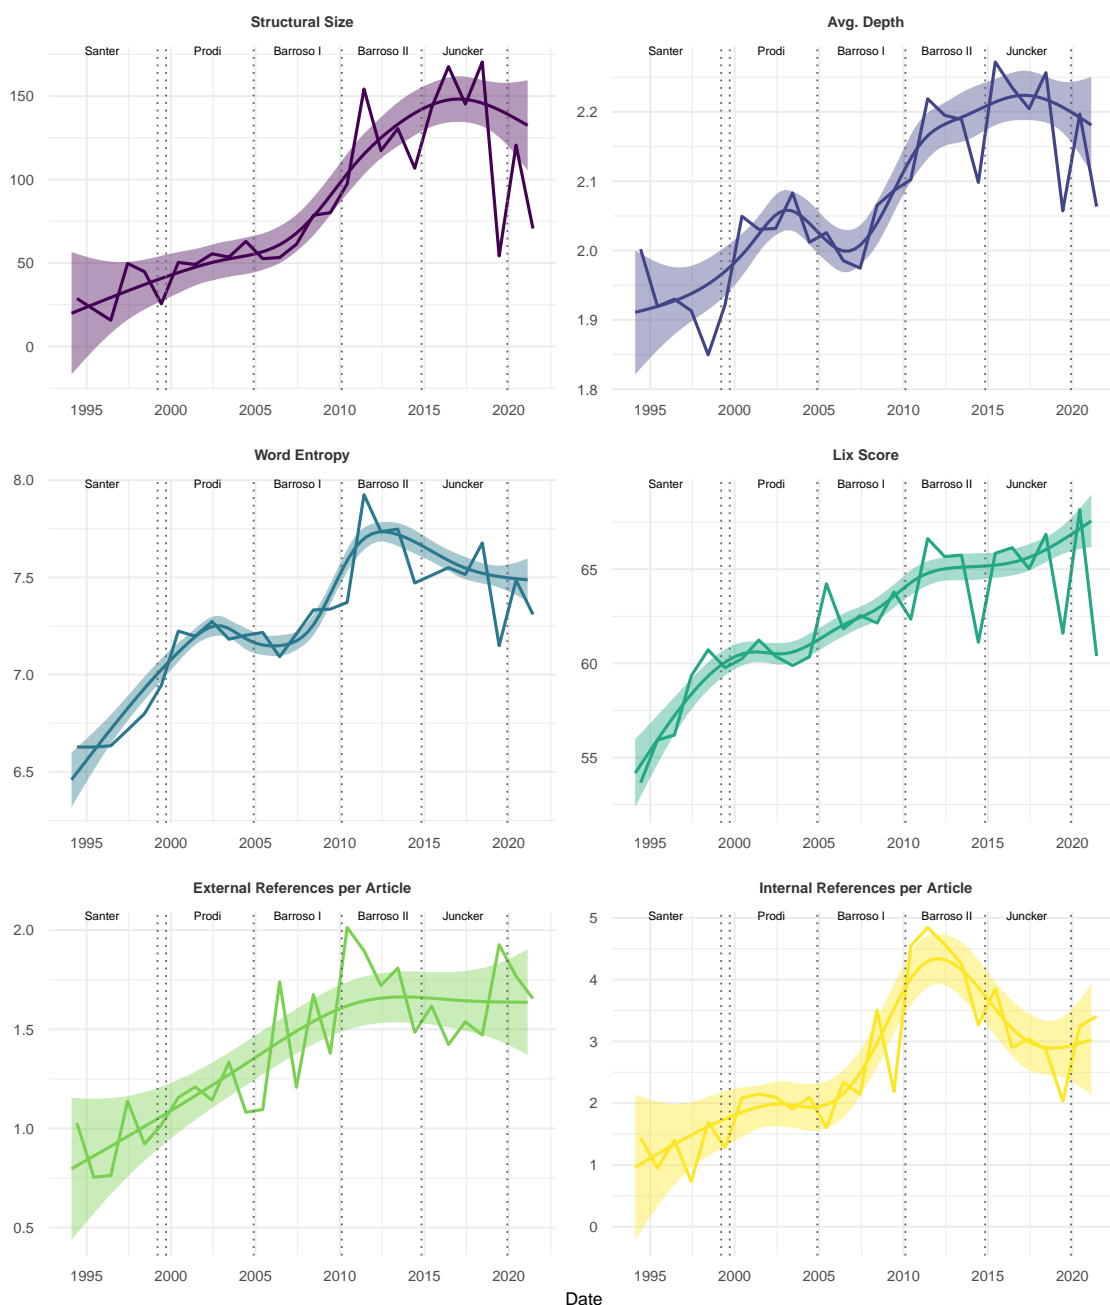 Structural Size
Avg. Depth
Santer Prodi Barroso I Barroso II Juncker
Santer Prodi Barroso I Barroso II Juncker
150
100
50
0
2.2
2.1
2.0
1.9
1.8
1995 2000 2005 2010 2015 2020
1995 2000 2005 2010 2015 2020
Word Entropy
Lix Score
Santer Prodi Barroso I Barroso II Juncker
Santer Prodi Barroso I Barroso II Juncker
8.0
7.5
7.0
6.5
65
60
55
1995 2000 2005 2010 2015 2020
1995 2000 2005 2010 2015 2020
External References per Article
Internal References per Article
Santer Prodi Barroso I Barroso II Juncker
Santer Prodi Barroso I Barroso II Juncker
2.0
1.5
1.0
0.5
5
4
3
2
1
0
1995 2000 2005 2010 2015 2020
1995 2000 2005 2010 2015 2020
Date